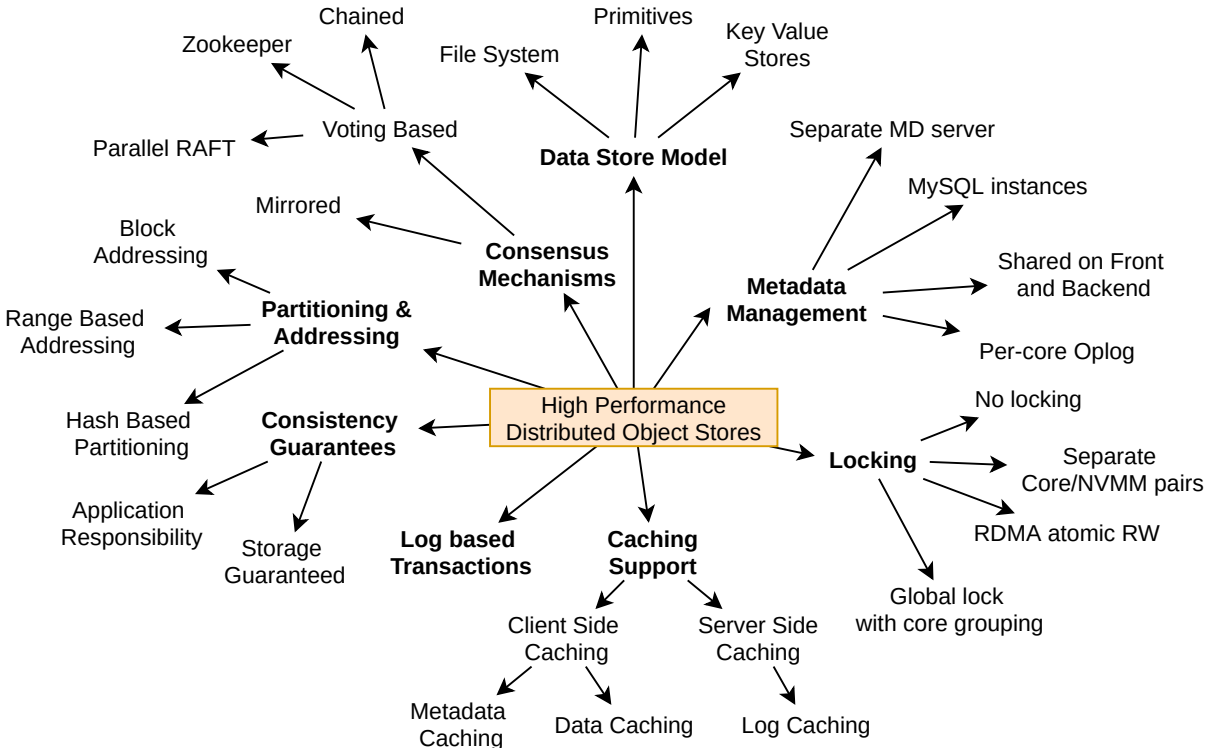 Chained
Primitives
Zookeeper
File System
Key Value
Stores
Parallel RAFT
Voting Based
Data Store Model
Separate MD server
MySQL instances
Mirrored
Block
Addressing
Consensus
Mechanisms
Metadata
Management
Shared on Front
and Backend
Range Based
Addressing
Partitioning &
Addressing
Per-core Oplog
Hash Based
Partitioning
Consistency
Guarantees
High Performance
Distributed Object Stores
No locking
Locking
Separate
Core/NVMM pairs
Application
Responsibility
Storage
Guaranteed
Log based
Transactions
Caching
Support
RDMA atomic RW
Global lock
with core grouping
Client Side
Caching
Server Side
Caching
Metadata
Caching
Data Caching
Log Caching